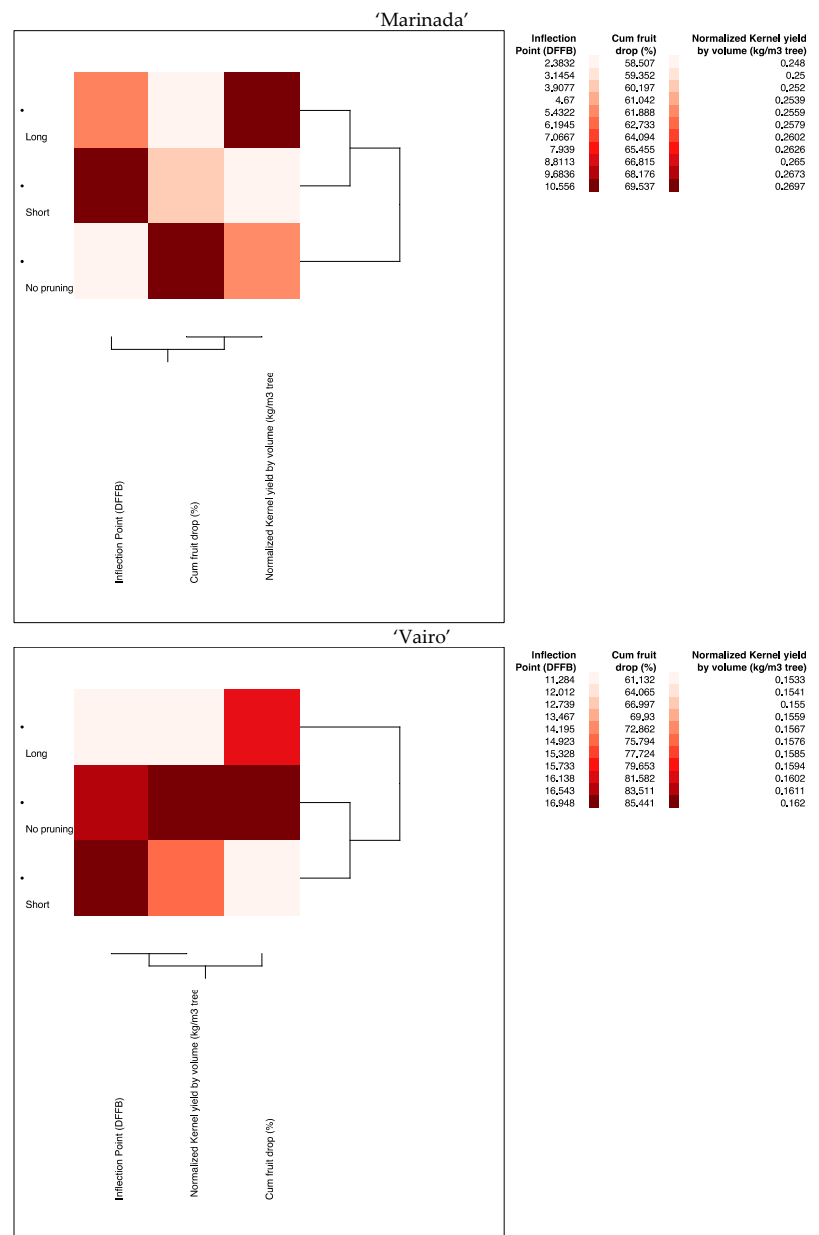 ‘Marinada’
Inflection Point (DFFB) Cum fruit drop (%) Normalized Kernel yield by volume (kg/m3 tree)
2.3832 58.507 0.248
3.1454 59.352 0.25
3.9077 60.197 0.252
4.67 61.042 0.2539
5.4322 61.888 0.2559
6.1945 62.733 0.2579
7.0667 64.094 0.2602
7.939 65.455 0.2626
8.8113 66.815 0.265
9.6836 68.176 0.2673
10.556 69.537 0.2697
Long
Short
No pruning
Inflection Point (DFFB)
Cum fruit drop (%)
Normalized Kernel yield by volume (kg/m3 tree
‘Vairo’
Inflection Point (DFFB) Cum fruit drop (%) Normalized Kernel yield by volume (kg/m3 tree)
11.284 61.132 0.1533
12.012 64.065 0.1541
12.739 66.997 0.155
13.467 69.93 0.1559
14.195 72.862 0.1567
14.923 75.794 0.1576
15.328 77.724 0.1585
15.733 79.653 0.1594
16.138 81.582 0.1602
16.543 83.511 0.1611
16.948 85.441 0.162
Long
No pruning
Short
Inflection Point (DFFB)
Normalized Kernel yield by volume (kg/m3 tree
Cum fruit drop (%)